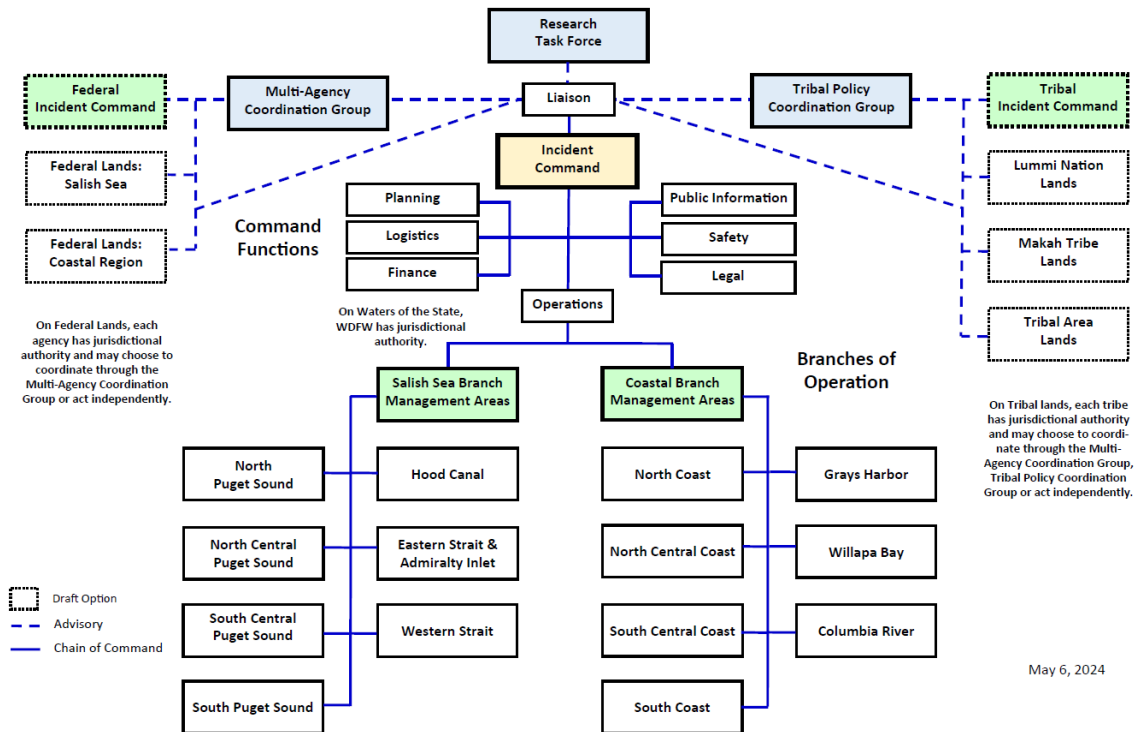 Research
Task Force
Federal
Incident Command
Multi-Agency
Coordination Group
Liaison
Tribal Policy
Coordination Group
Tribal
Incident Command
Incident
Command
Federal Lands:
Salish Sea
Lummi Nation
Lands
Planning
Public Information
Command
Functions
Logistics
Safety
Federal Lands:
Coastal Region
Makah Tribe
Lands
Finance
Legal
Operations
On Waters of the State,
WDFW has jurisdictional
authority.
Tribal Area
Lands
On Federal Lands, each
agency has jurisdictional
authority and may choose to
coordinate through the
Multi-Agency Coordination
Group or act independently.
Branches of
Operation
Salish Sea Branch
Management Areas
Coastal Branch
Management Areas
On Tribal lands, each tribe
has jurisdictional authority
and may choose to coordi-
nate through the Multi-
Agency Coordination Group,
Tribal Policy Coordination
Group or act independently.
North
Puget Sound
Hood Canal
North Coast
Grays Harbor
North Central
Puget Sound
Eastern Strait &
Admiralty Inlet
North Central Coast
Willapa Bay
South Central
Puget Sound
Western Strait
South Central Coast
Columbia River
South Puget Sound
South Coast
Draft Option
Advisory
Chain of Command
May 6, 2024